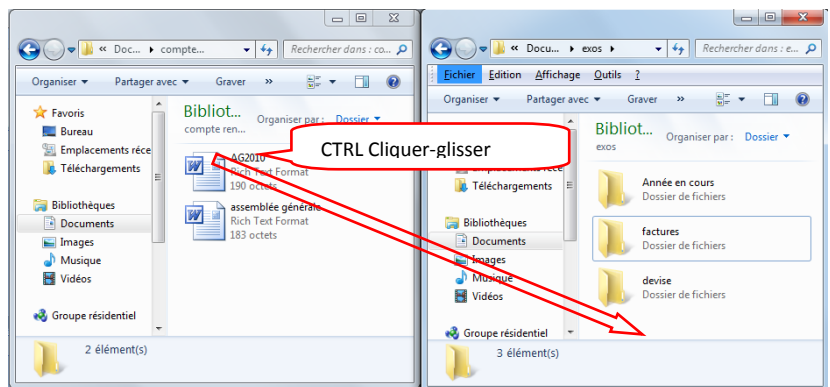 « Doc... ▸ compte...
Rechercher dans : co...
Organiser
Partager avec
Graver
»
Favoris
Bureau
Emplacements réce
Téléchargements
Bibliothèques
Documents
Images
Musique
Vidéos
Groupe résidentiel
Bibliot...
Organiser par : Dossier
compte ren...
AG2010
Rich Text Format
190 octets
assemblée générale
Rich Text Format
183 octets
2 élément(s)
CTRL Cliquer-glisser
« Docu... ▸ exos ▸
Rechercher dans : e...
Fichier Edition Affichage Outils ?
Organiser
Partager avec
Graver
»
Téléchargements
Bibliothèques
Documents
Images
Musique
Vidéos
Groupe résidentiel
Bibliot...
Organiser par : Dossier
exos
Année en cours
Dossier de fichiers
factures
Dossier de fichiers
devise
Dossier de fichiers
3 élément(s)